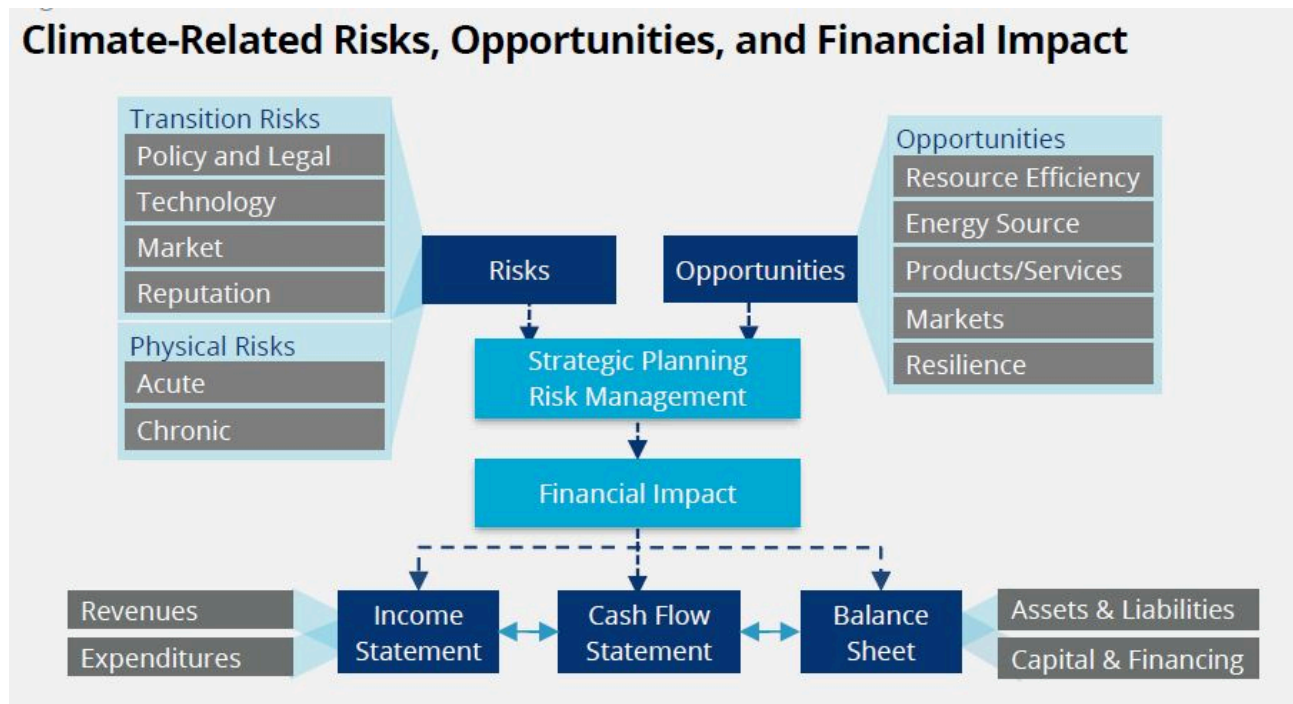 Climate-Related Risks, Opportunities, and Financial Impact
Transition Risks
Policy and Legal
Technology
Market
Reputation
Physical Risks
Acute
Chronic
Risks
Opportunities
Opportunities
Resource Efficiency
Energy Source
Products/Services
Markets
Resilience
Strategic Planning
Risk Management
Financial Impact
Revenues
Expenditures
Income
Statement
Cash Flow
Statement
Balance
Sheet
Assets & Liabilities
Capital & Financing